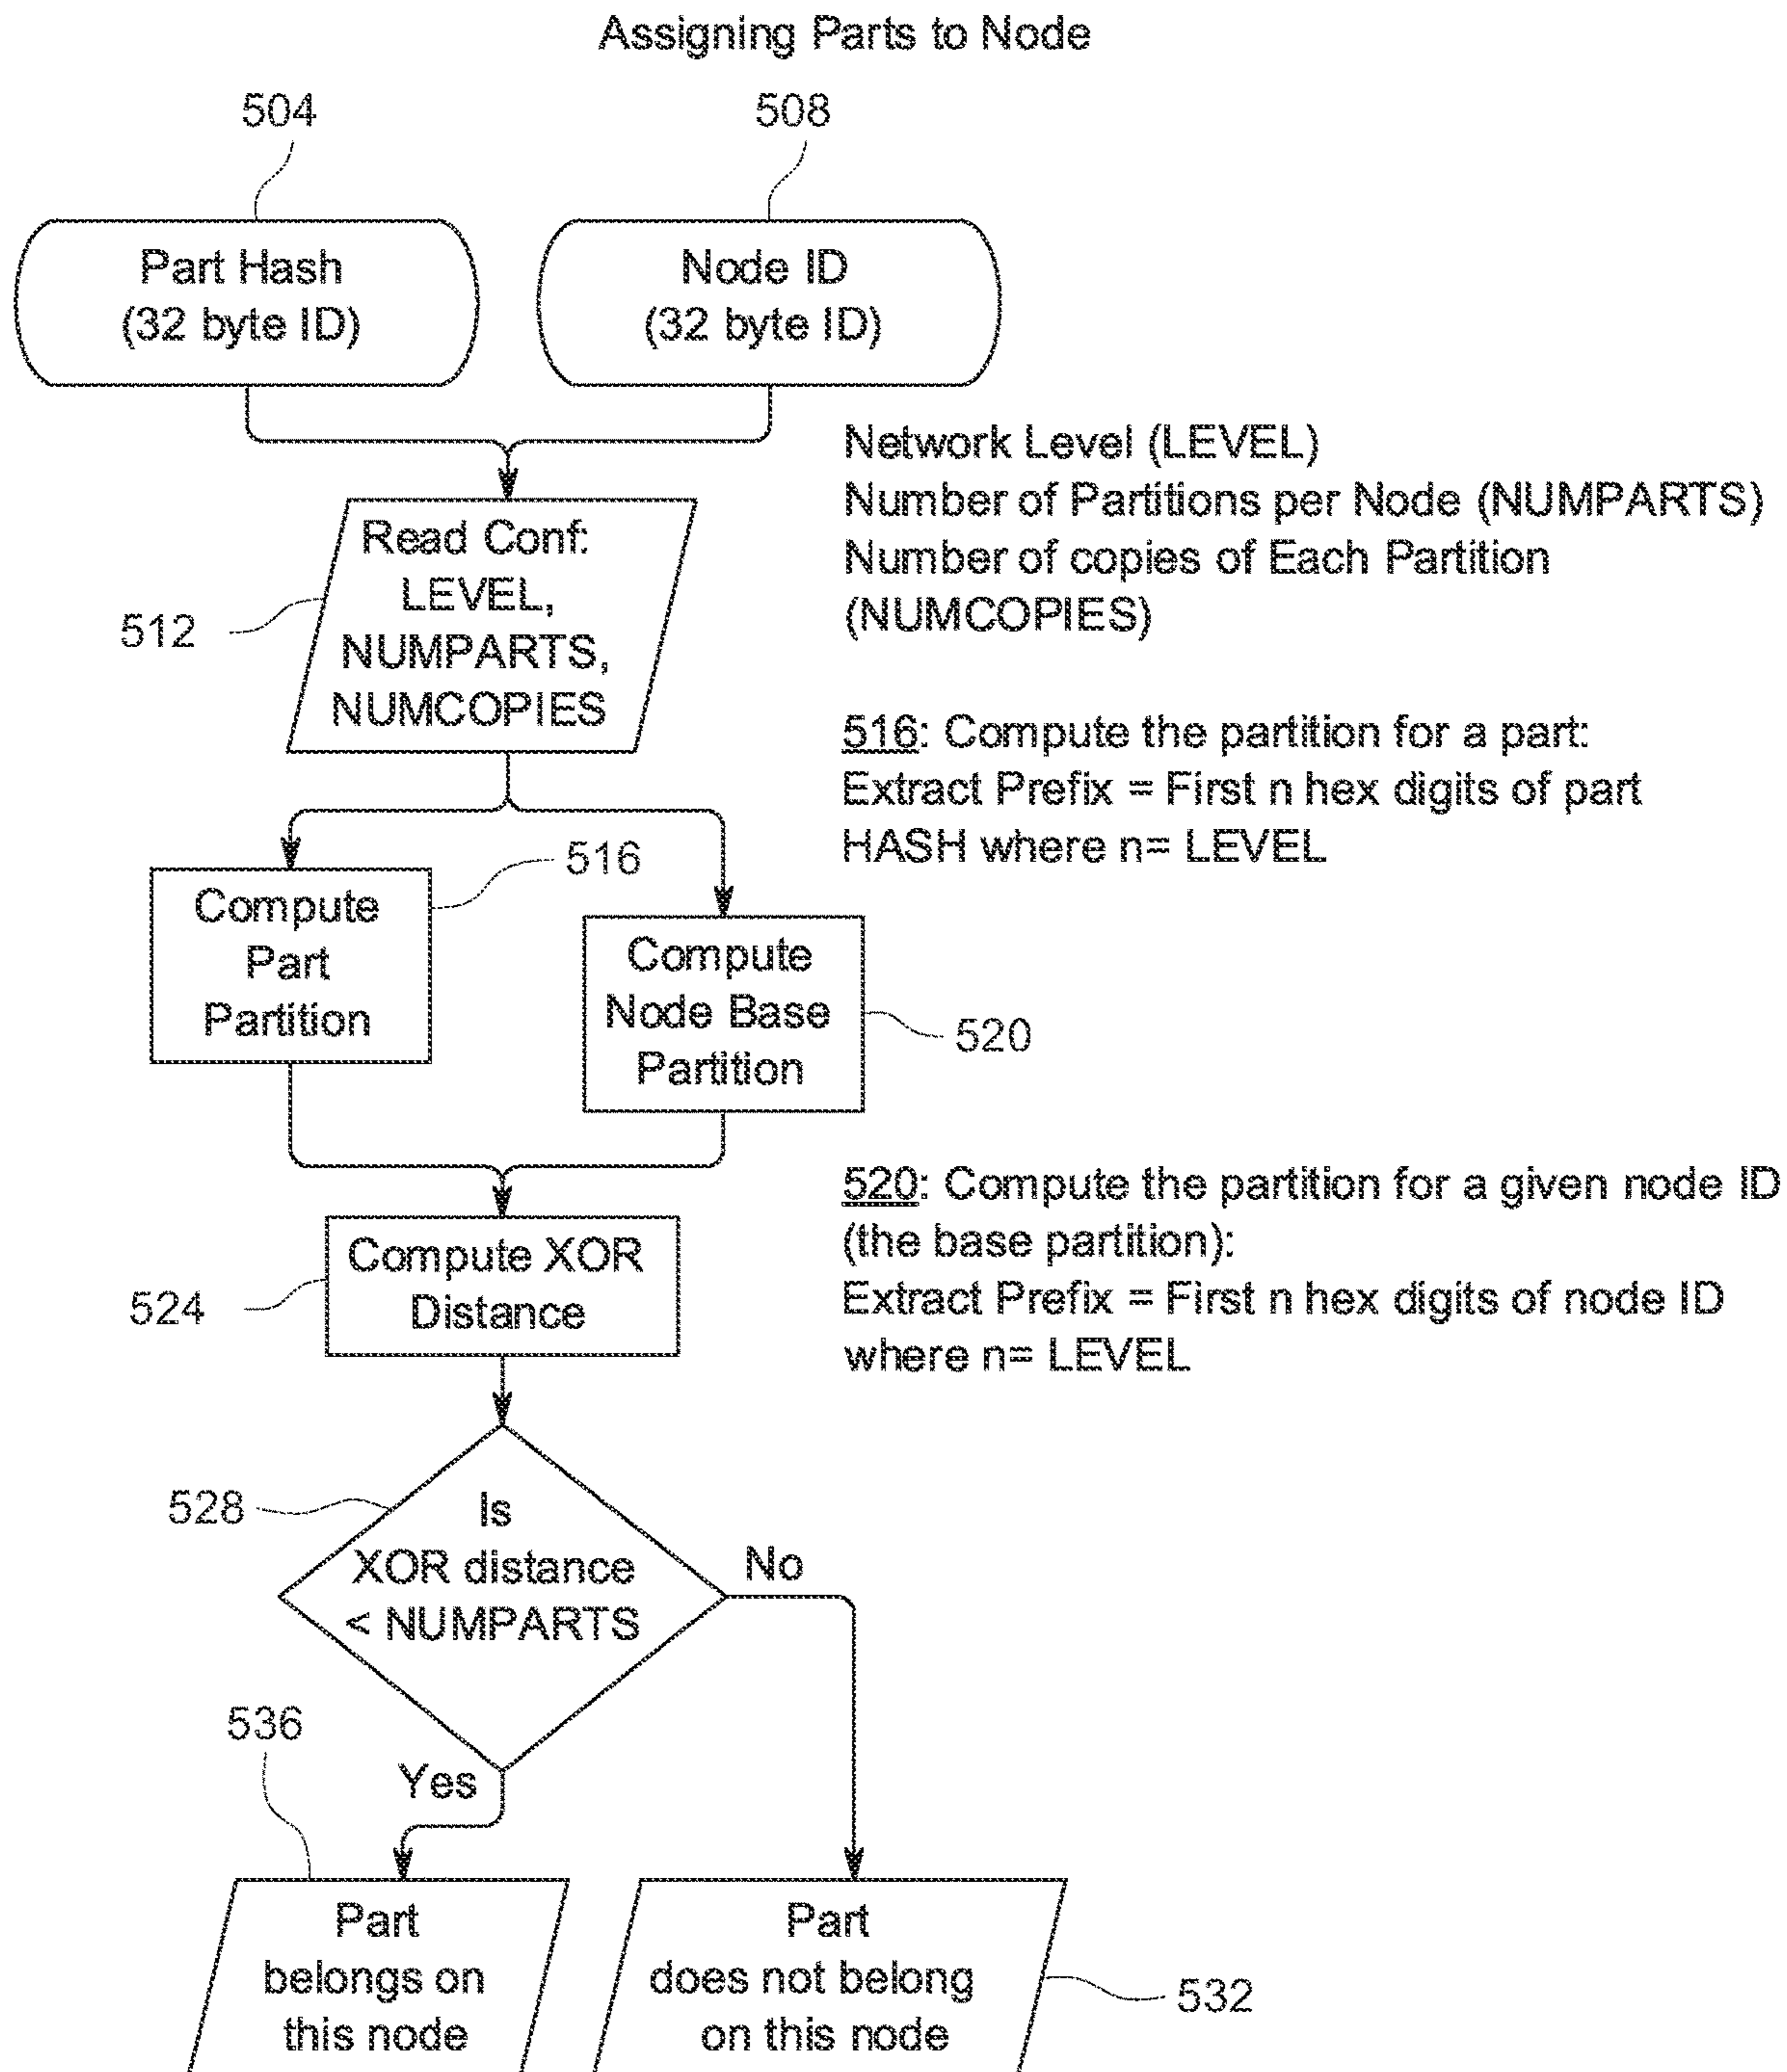 Assigning Parts to Node
504
508
Part Hash
(32 byte ID)
Node ID
(32 byte ID)
Network Level (LEVEL)
Number of Partitions per Node (NUMPARTS)
Number of copies of Each Partition
(NUMCOPIES)
Read Conf:
LEVEL,
NUMPARTS,
NUMCOPIES
512
516: Compute the partition for a part:
Extract Prefix = First n hex digits of part
HASH where n= LEVEL
516
Compute
Part
Partition
Compute
Node Base
Partition
520
520: Compute the partition for a given node ID
(the base partition):
Extract Prefix = First n hex digits of node ID
where n= LEVEL
Compute XOR
Distance
524
528
Is
XOR distance
< NUMPARTS
No
Yes
536
Part
belongs on
this node
Part
does not belong
on this node
532